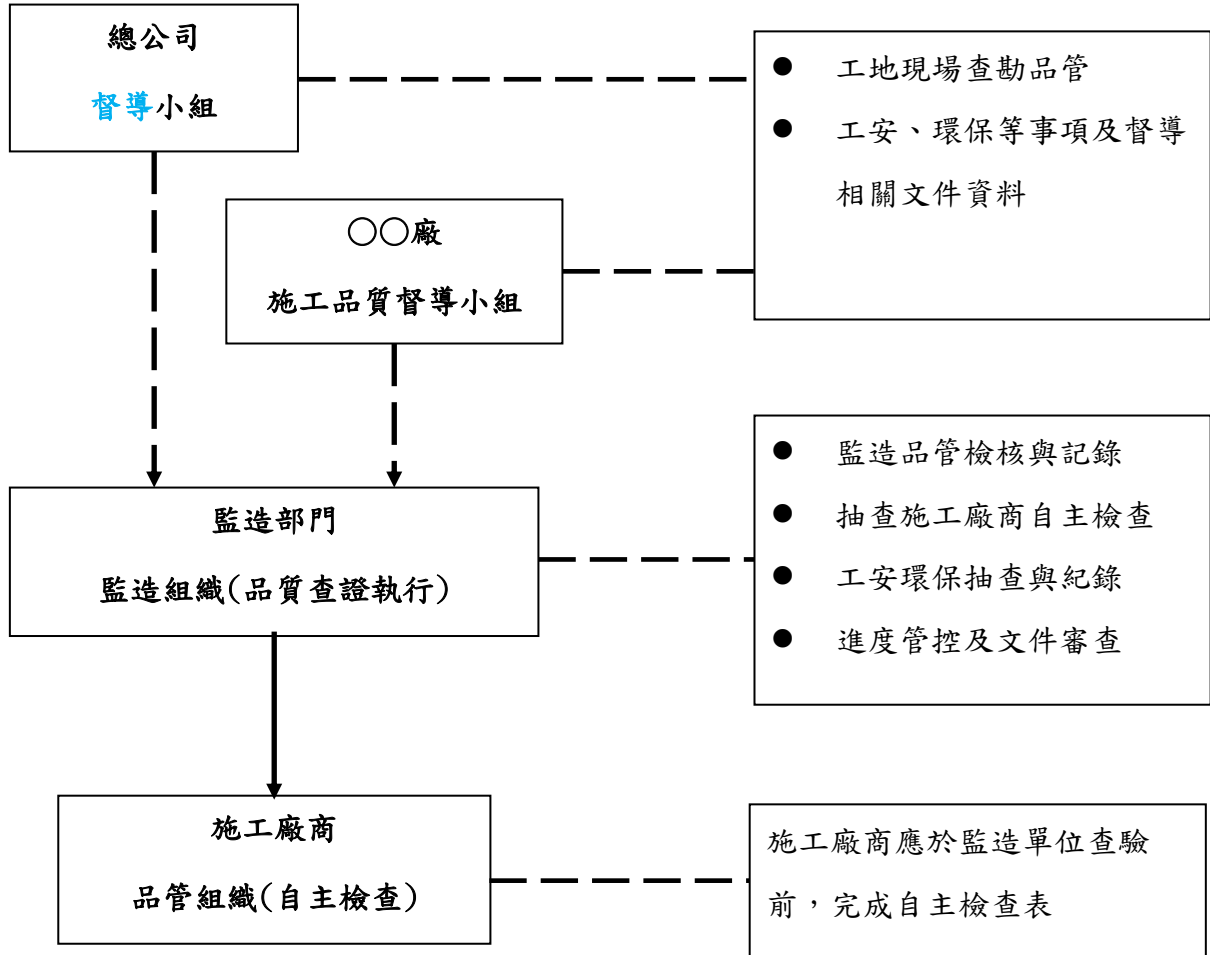 總公司
督導小組
● 工地現場查勘品管
● 工安、環保等事項及督導
相關文件資料
○○廠
施工品質督導小組
監造部門
監造組織(品質查證執行)
● 監造品管檢核與記錄
● 抽查施工廠商自主檢查
● 工安環保抽查與紀錄
● 進度管控及文件審查
施工廠商
品管組織(自主檢查)
施工廠商應於監造單位查驗
前，完成自主檢查表